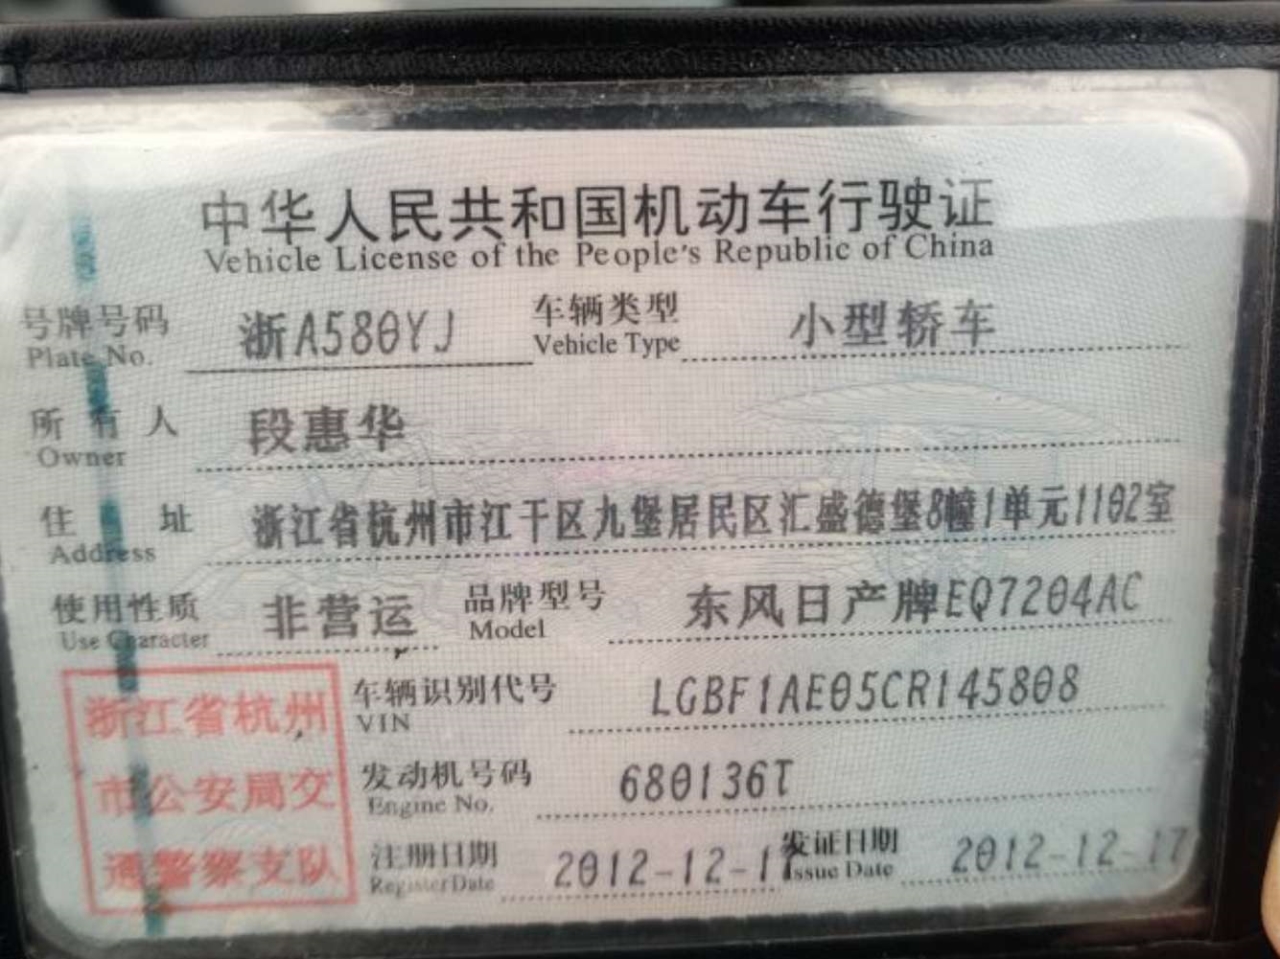 中华人民共和国机动车行驶证
Vehicle License of the People's Republic of China
号牌号码 浙A580YJ 车辆类型 小型轿车
Plate No. Vehicle Type
所有人 段惠华
Owner
住址 浙江省杭州市江干区九堡居民区汇盛德堡8幢1单元1102室
Address
使用性质 非营运 品牌型号 东风日产牌EQ7204AC
Use Character Model
车辆识别代号 LGBF1AE05CR145808
VIN
发动机号码 680136T
Engine No.
注册日期 2012-12-17 发证日期 2012-12-17
Register Date Issue Date
浙江省杭州
市公安局交
通警察支队